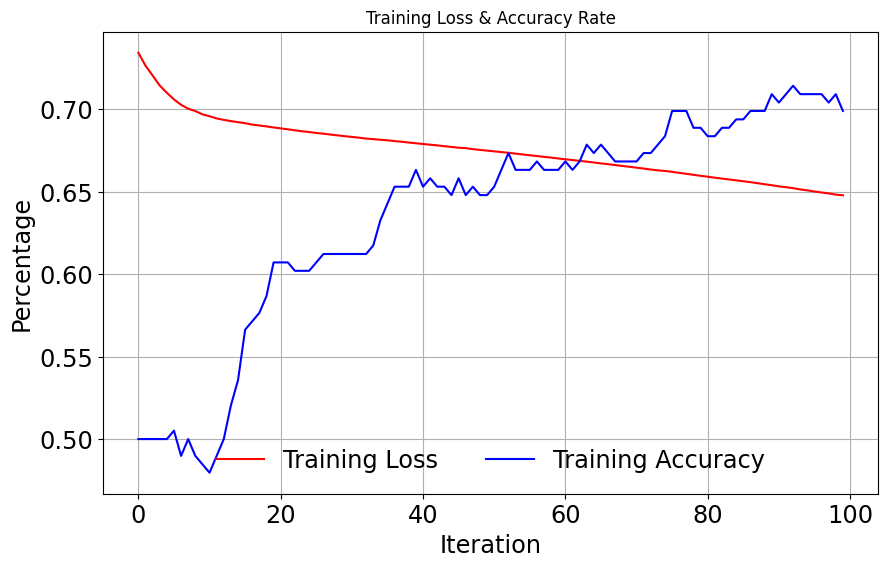 Training Loss & Accuracy Rate
Percentage
0.70
0.65
0.60
0.55
0.50
Training Loss Training Accuracy
0 20 40 60 80 100
Iteration